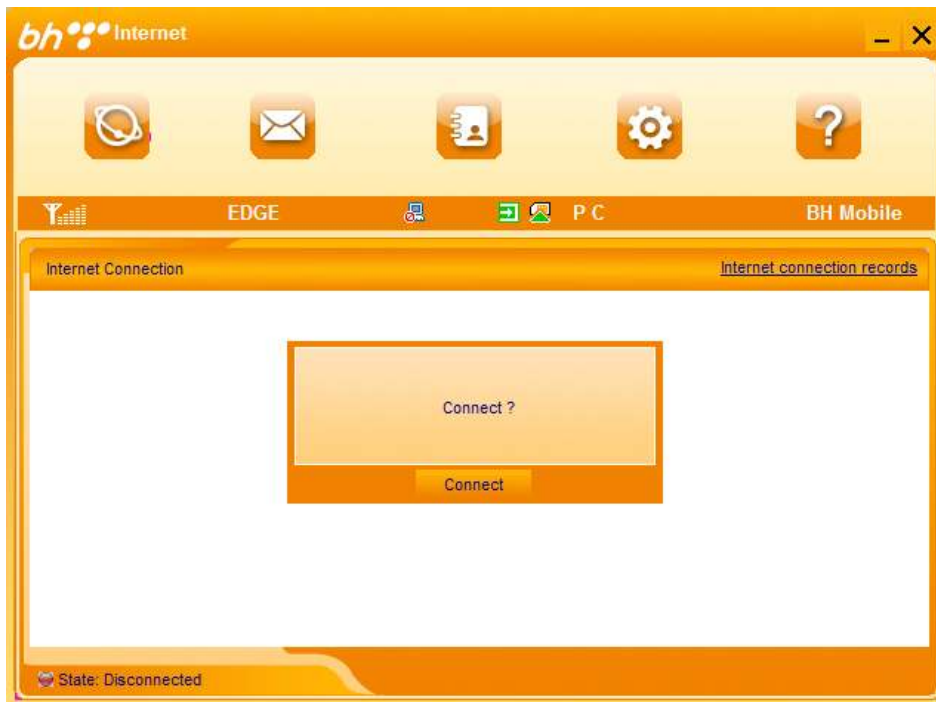 bh Internet
EDGE P C BH Mobile
Internet Connection Internet connection records
Connect ?
Connect
State: Disconnected